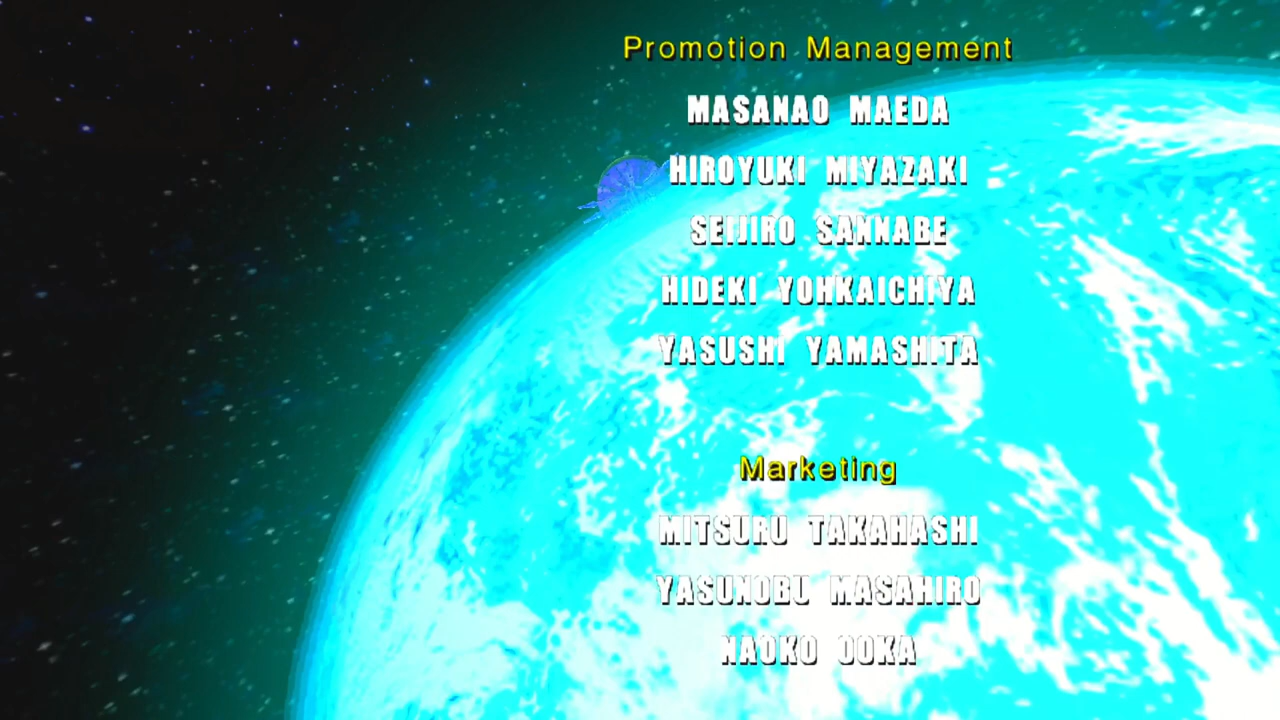 Promotion Management
MASANAO MAEDA
HIROYUKI MIYAZAKI
SEIJIRO SANNABE
HIDEKI YOHKAICHIYA
YASUSHI YAMASHITA
Marketing
MITSURU TAKAHASHI
YASUNOBU MASAHIRO
NAOKO OOKA